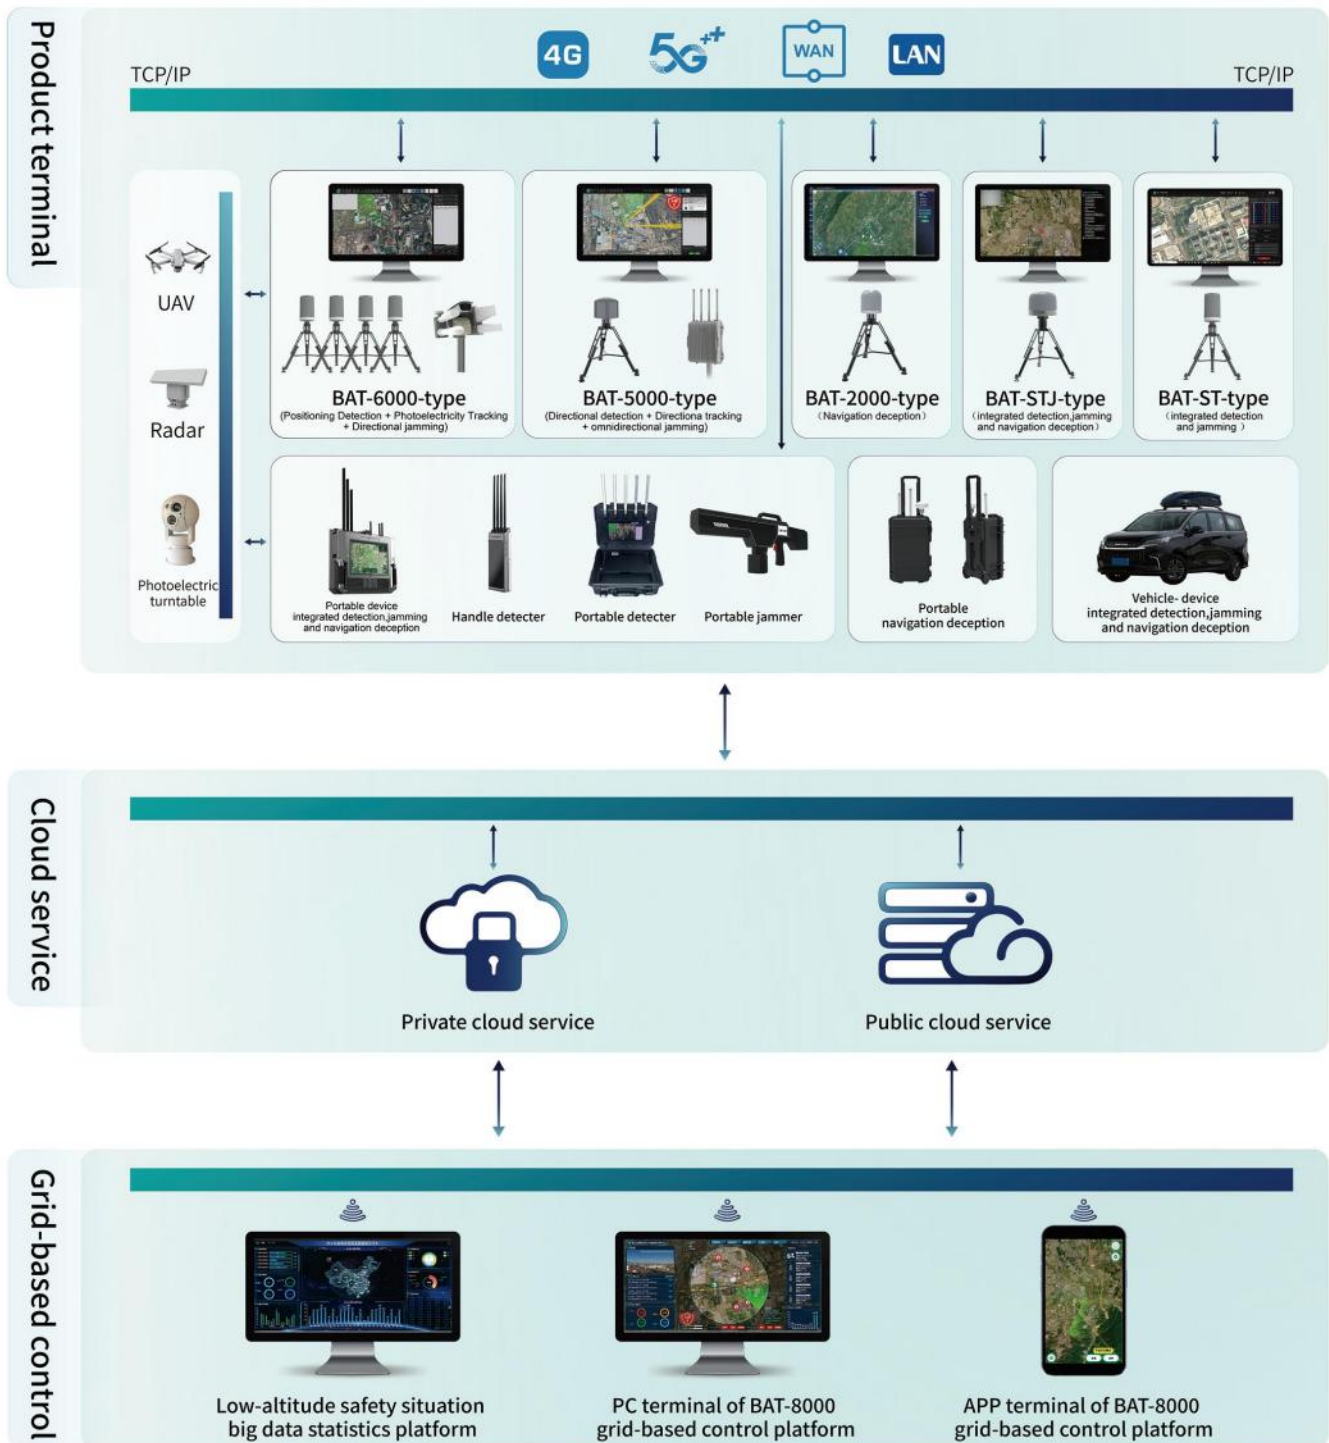 Product terminal
4G
5G++
WAN
LAN
TCP/IP
TCP/IP
UAV
Radar
Photoelectric
turntable
BAT-6000-type
(Positioning Detection + Photoelectricity Tracking
+ Directional jamming)
BAT-5000-type
(Directional detection + Directiona tracking
+ omnidirectional jamming)
BAT-2000-type
(Navigation deception)
BAT-STJ-type
(integrated detection,jamming
and navigation deception)
BAT-ST-type
(integrated detection
and jamming )
Portable device
integrated detection,jamming
and navigation deception
Handle detecter
Portable detecter
Portable jammer
Portable
navigation deception
Vehicle- device
integrated detection,jamming
and navigation deception
Cloud service
Private cloud service
Public cloud service
Grid-based control
Low-altitude safety situation
big data statistics platform
PC terminal of BAT-8000
grid-based control platform
APP terminal of BAT-8000
grid-based control platform